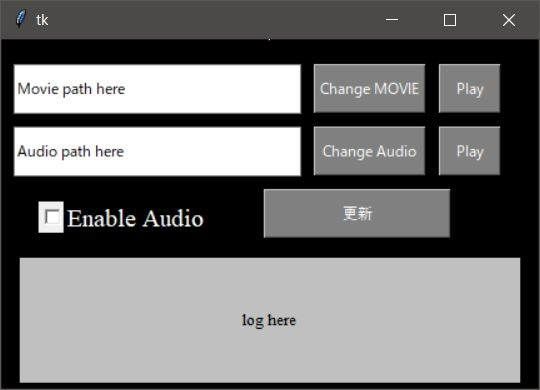 tk
Movie path here Change MOVIE Play
Audio path here Change Audio Play
Enable Audio 更新
log here